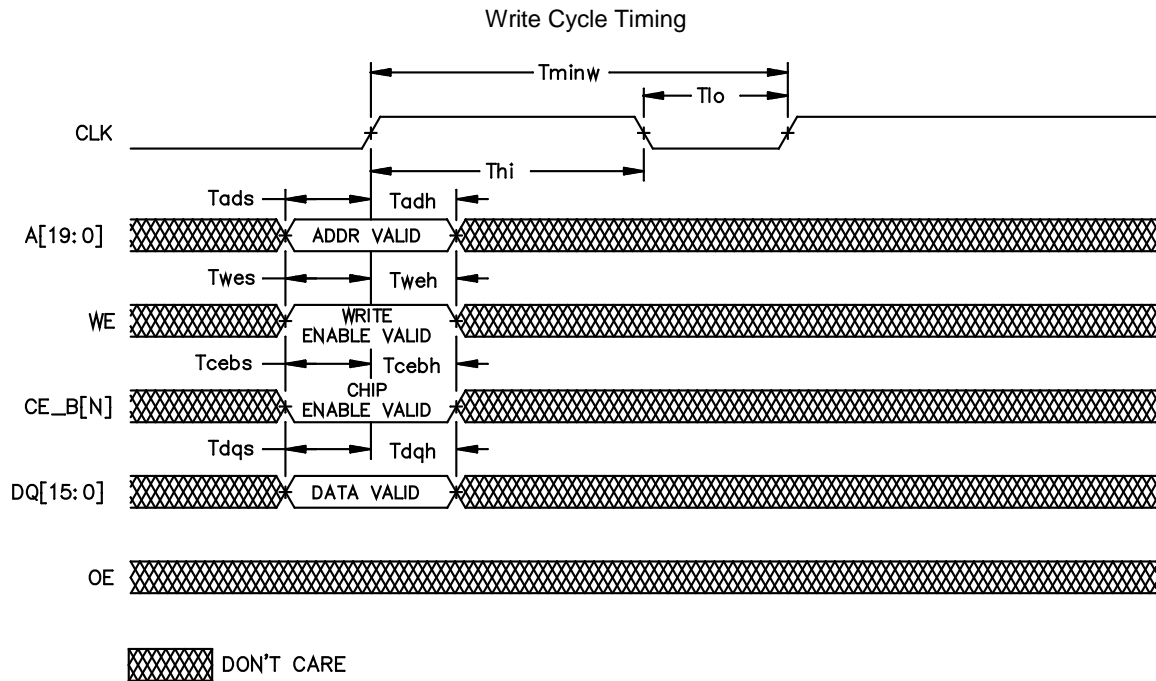 Write Cycle Timing
Tminw
Tlo
CLK
Thi
Tads
Tadh
A[19:0]
ADDR VALID
Twes
Tweh
WE
WRITE
ENABLE VALID
Tcebs
Tcebh
CE_B[N]
CHIP
ENABLE VALID
Tdqs
Tdqh
DQ[15:0]
DATA VALID
OE
DON'T CARE